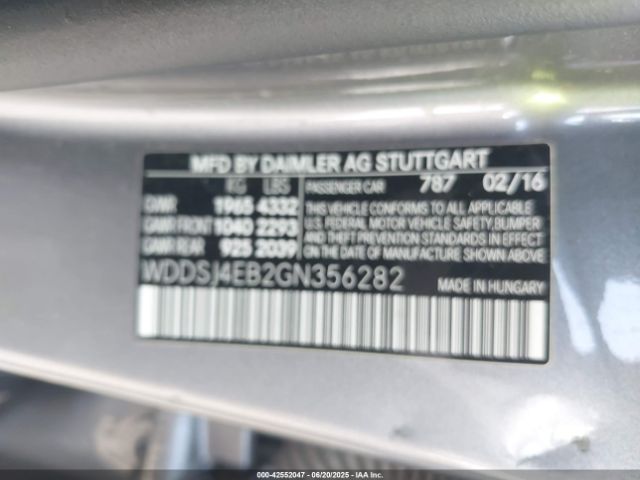 MFD BY DAIMLER AG STUTTGART
KG LBS
GVWR 1965 4332
GAWR FRONT 1040 2293
GAWR REAR 925 2039
PASSENGER CAR 787 02/16
THIS VEHICLE CONFORMS TO ALL APPLICABLE
U.S. FEDERAL MOTOR VEHICLE SAFETY, BUMPER
AND THEFT PREVENTION STANDARDS IN EFFECT
ON THE DATE OF MANUFACTURE SHOWN ABOVE
WDDSJ4EB2GN356282
MADE IN HUNGARY
000-42552047 - 06/20/2025 - IAAI.COM